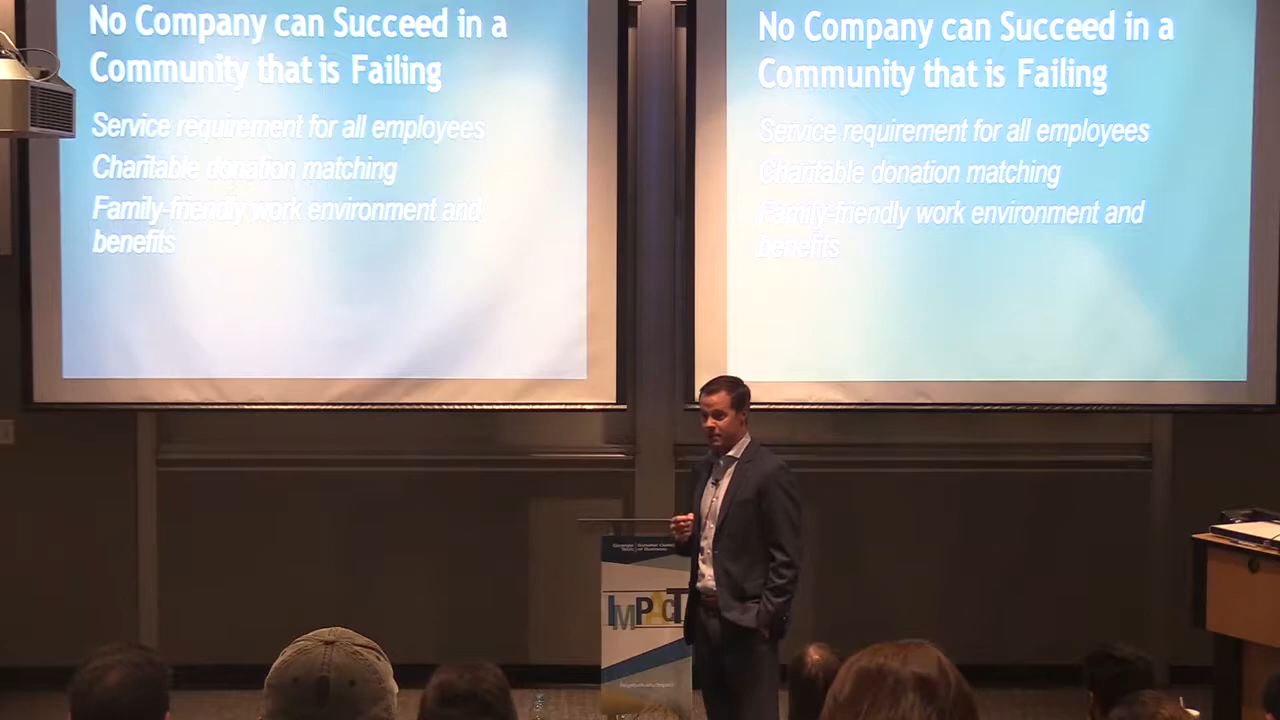 No Company can Succeed in a
Community that is Failing
Service requirement for all employees
Charitable donation matching
Family-friendly work environment and
benefits
No Company can Succeed in a
Community that is Failing
Service requirement for all employees
Charitable donation matching
Family-friendly work environment and
benefits
of Business
IMPACT